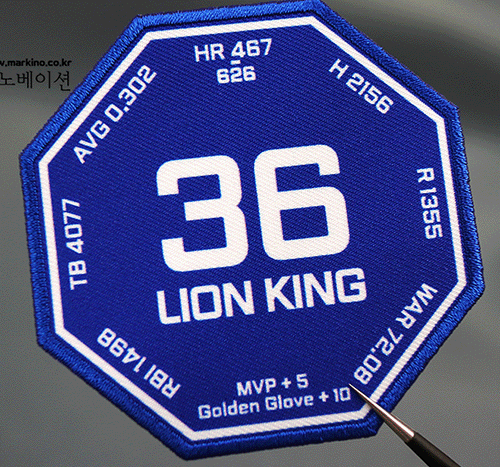 w.markino.co.kr
노베이션
HR 467
626
H 2156
R 1355
WAR 72.08
MVP + 5
Golden Glove + 10
RBI 1498
TB 4077
AVG 0.302
36
LION KING